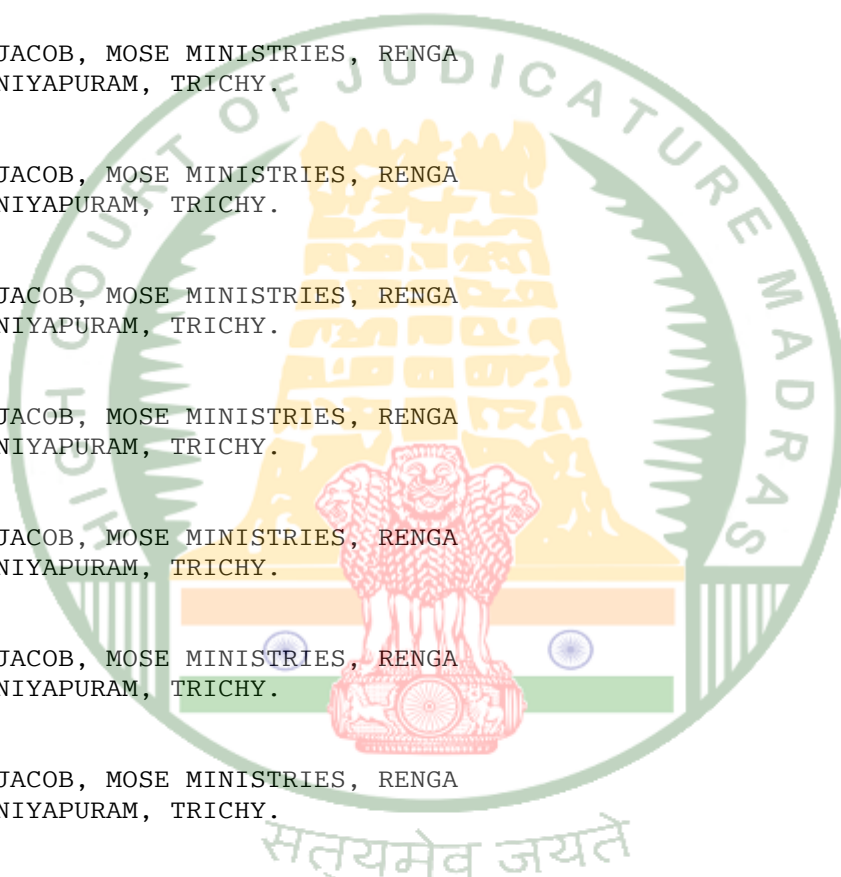 JACOB, MOSE MINISTRIES, RENGA
NIYAPURAM, TRICHY.
JACOB, MOSE MINISTRIES, RENGA
NIYAPURAM, TRICHY.
JACOB, MOSE MINISTRIES, RENGA
NIYAPURAM, TRICHY.
JACOB, MOSE MINISTRIES, RENGA
NIYAPURAM, TRICHY.
JACOB, MOSE MINISTRIES, RENGA
NIYAPURAM, TRICHY.
JACOB, MOSE MINISTRIES, RENGA
NIYAPURAM, TRICHY.
JACOB, MOSE MINISTRIES, RENGA
NIYAPURAM, TRICHY.
HIGH COURT OF JUDICATURE MADRAS
सत्यमेव जयते